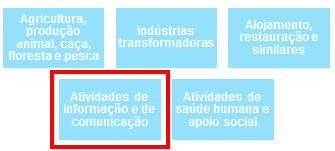 Agricultura,
produção
animal, caça,
floresta e pesca
Indústrias
transformadoras
Alojamento,
restauração e
similares
Atividades de
informação e de
comunicação
Atividades de
saúde humana e
apoio social